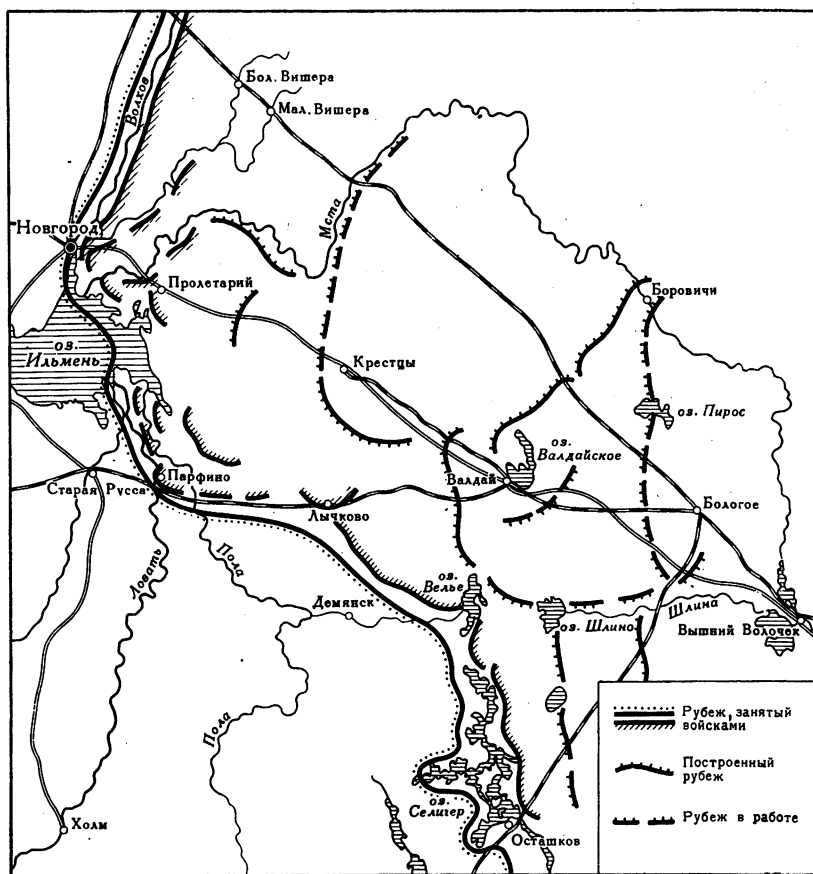 Волхов
Бол. Вишера
Мал. Вишера
Новгород
Мста
Пролетарий
Боровичи
оз.
Ильмень
Крестцы
оз. Пирос
оз.
Валдайское
Парфино
Валдай
Старая Русса
Лычково
Бологое
Ловать
Пола
оз.
Велье
Демянск
Шлина
оз. Шлино
Вышний Волочек
Пола
Рубеж, занятый
войсками
Построенный
рубеж
оз.
Селигер
Рубеж в работе
Холм
Осташков